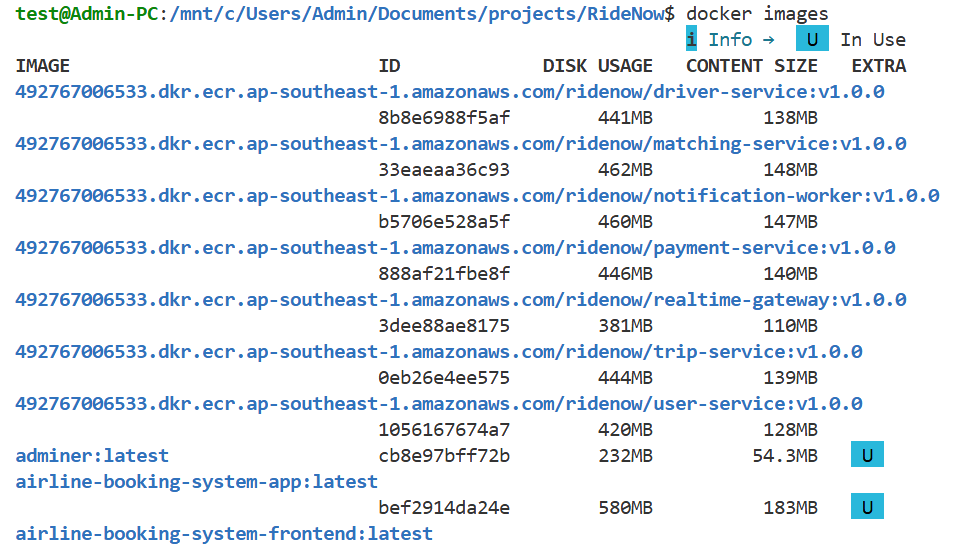 test@Admin-PC:/mnt/c/Users/Admin/Documents/projects/RideNow$ docker images
i Info → U In Use
IMAGE ID DISK USAGE CONTENT SIZE EXTRA
492767006533.dkr.ecr.ap-southeast-1.amazonaws.com/ridenow/driver-service:v1.0.0
8b8e6988f5af 441MB 138MB
492767006533.dkr.ecr.ap-southeast-1.amazonaws.com/ridenow/matching-service:v1.0.0
33eaeaa36c93 462MB 148MB
492767006533.dkr.ecr.ap-southeast-1.amazonaws.com/ridenow/notification-worker:v1.0.0
b5706e528a5f 460MB 147MB
492767006533.dkr.ecr.ap-southeast-1.amazonaws.com/ridenow/payment-service:v1.0.0
888af21fbe8f 446MB 140MB
492767006533.dkr.ecr.ap-southeast-1.amazonaws.com/ridenow/realtime-gateway:v1.0.0
3dee88ae8175 381MB 110MB
492767006533.dkr.ecr.ap-southeast-1.amazonaws.com/ridenow/trip-service:v1.0.0
0eb26e4ee575 444MB 139MB
492767006533.dkr.ecr.ap-southeast-1.amazonaws.com/ridenow/user-service:v1.0.0
1056167674a7 420MB 128MB
adminer:latest cb8e97bff72b 232MB 54.3MB U
airline-booking-system-app:latest
bef2914da24e 580MB 183MB U
airline-booking-system-frontend:latest